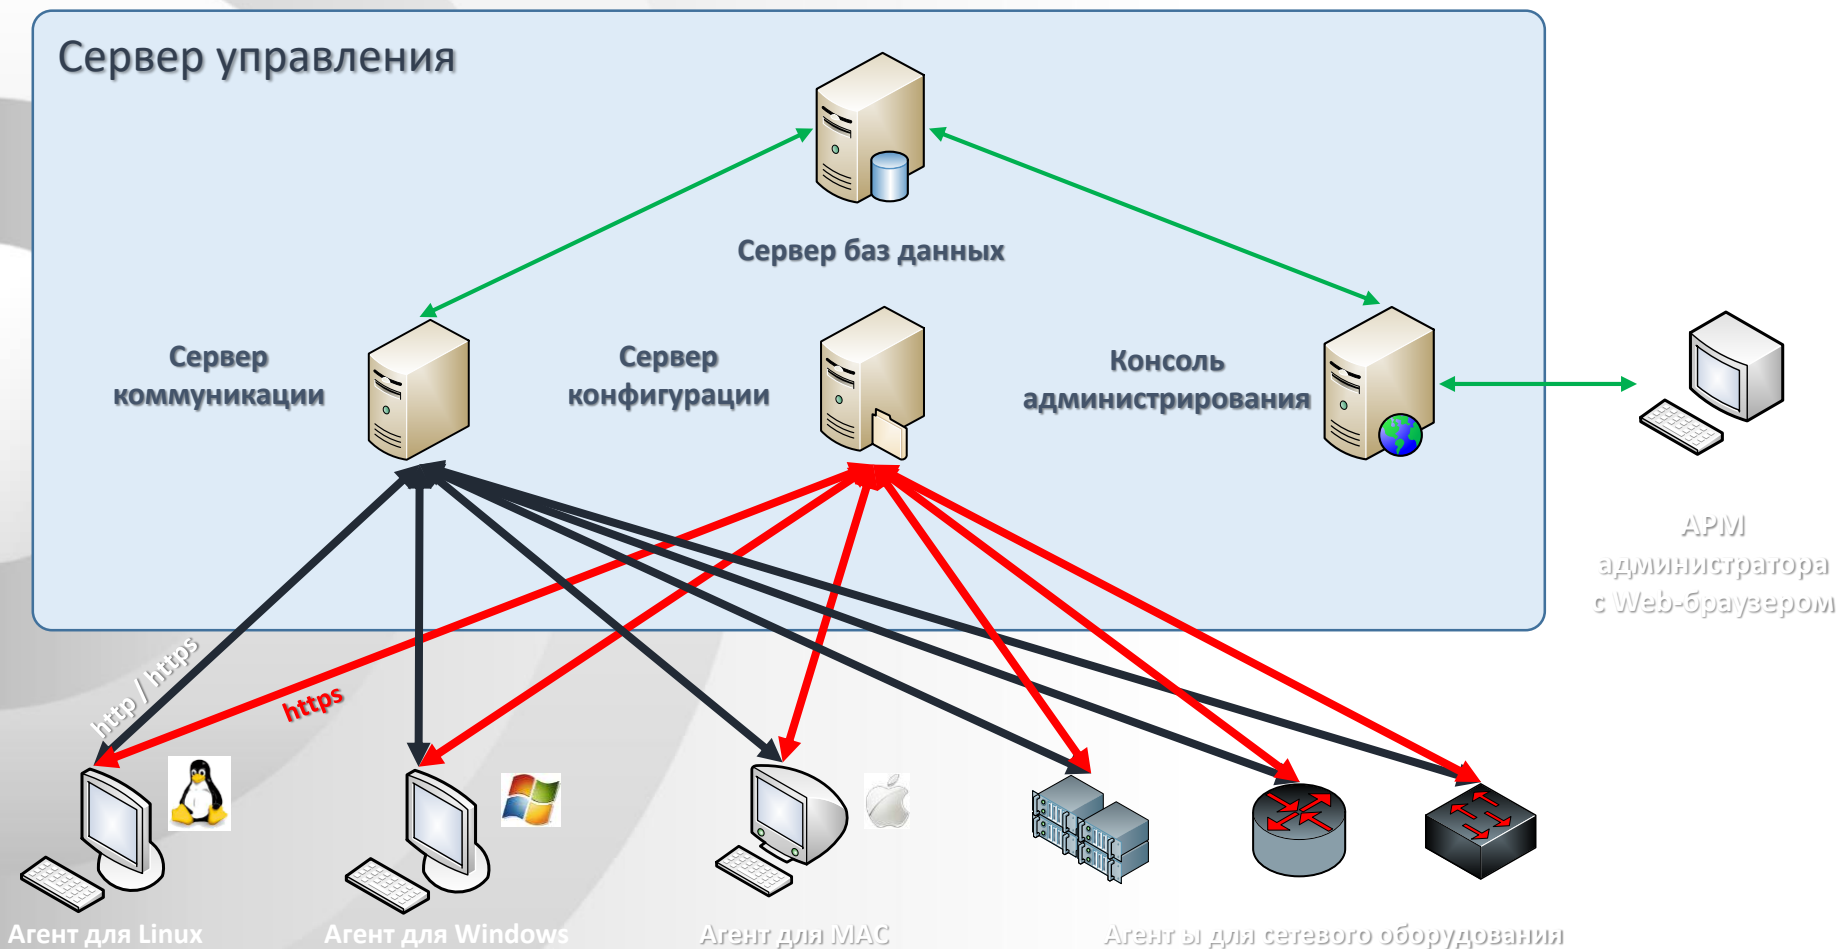 Сервер управления
Сервер баз данных
Сервер
коммуникации
Сервер
конфигурации
Консоль
администрирования
АРМ
администратора
с Web-браузером
http / https
https
Агент для Linux
Агент для Windows
Агент для MAC
Агент ы для сетевого оборудования